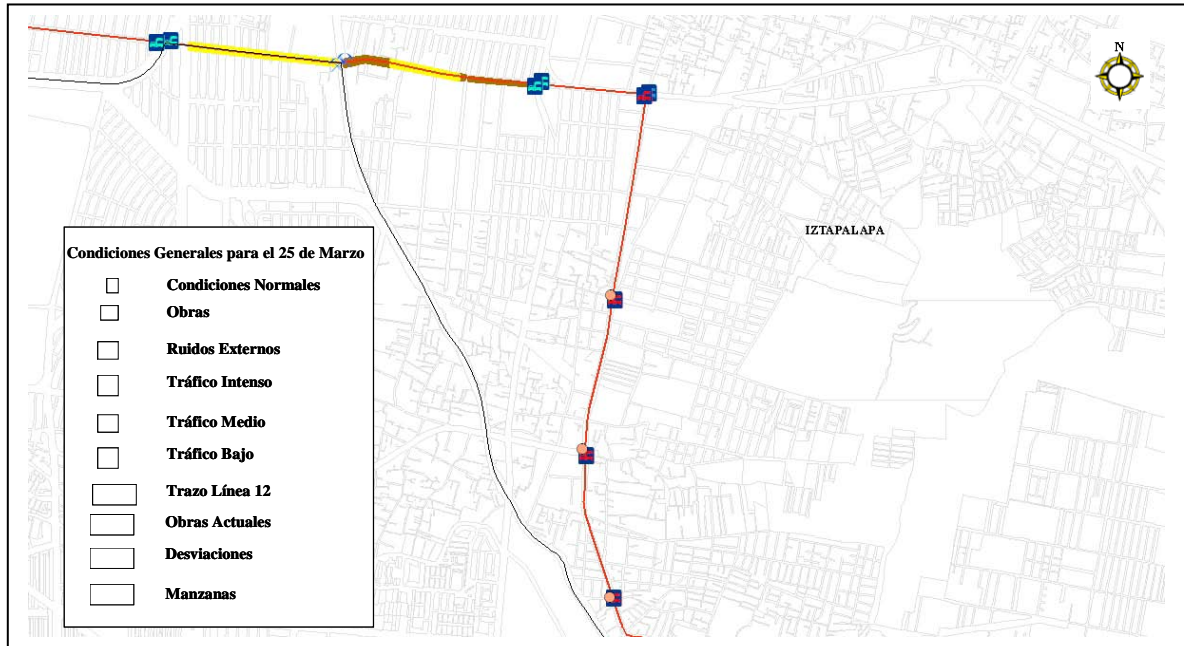 N
IZTAPALAPA
Condiciones Generales para el 25 de Marzo
Condiciones Normales
Obras
Ruidos Externos
Tráfico Intenso
Tráfico Medio
Tráfico Bajo
Trazo Línea 12
Obras Actuales
Desviaciones
Manzanas